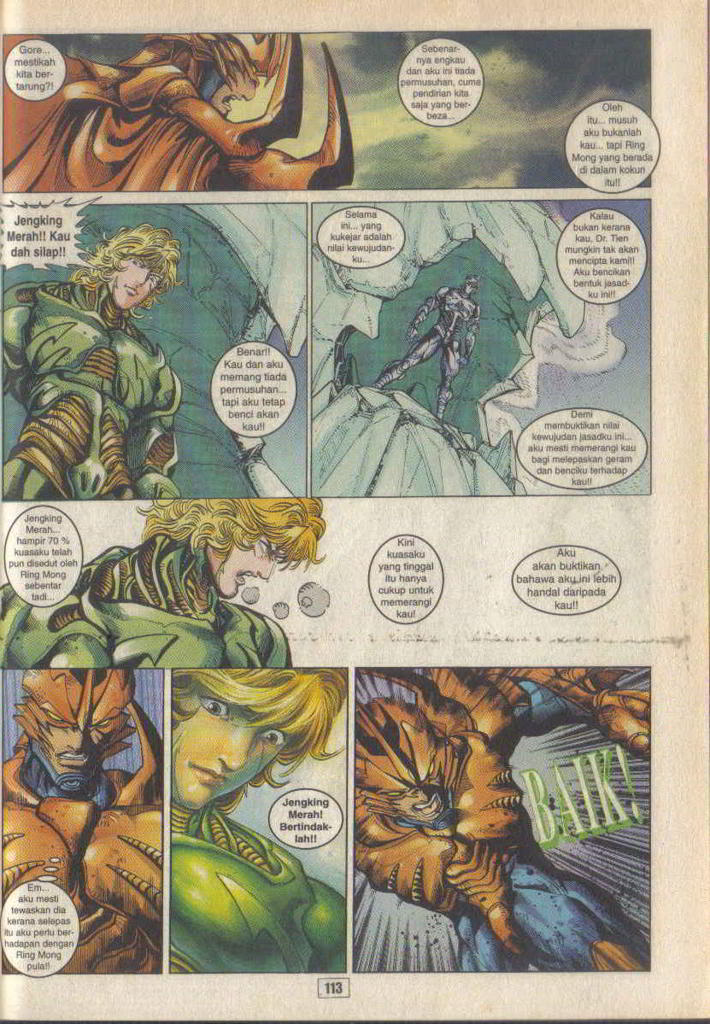 Gore...
mestikah
kita ber-
tarung?!
Sebenar-
nya engkau
dan aku ini tiada
permusuhan, cuma
pendirian kita
saja yang ber-
beza...
Oleh
itu... musuh
aku bukanlah
kau... tapi Ring
Mong yang berada
di dalam kokun
itu!!
Jengking
Merah!! Kau
dah silap!!
Benar!!
Kau dan aku
memang tiada
permusuhan...
tapi aku tetap
benci akan
kau!!
Selama
ini... yang
kukejar adalah
nilai kewujudan-
ku...
Kalau
bukan kerana
kau, Dr. Tien
mungkin tak akan
mencipta kami!!
Aku bencikan
bentuk jasad-
ku ini!!
Demi
membuktikan nilai
kewujudan jasadku ini...
aku mesti memerangi kau
bagi melepaskan geram
dan benciku terhadap
kau!!
Jengking
Merah...
hampir 70 %
kuasaku telah
pun disedut oleh
Ring Mong
sebentar
tadi...
Kini
kuasaku
yang tinggal
itu hanya
cukup untuk
memerangi
kau!
Aku
akan buktikan
bahawa aku ini lebih
handal daripada
kau!!
Em...
aku mesti
tewaskan dia
kerana selepas
itu aku perlu ber-
hadapan dengan
Ring Mong
pula!!
Jengking
Merah!
Bertindak-
lah!!
BAIK!
113